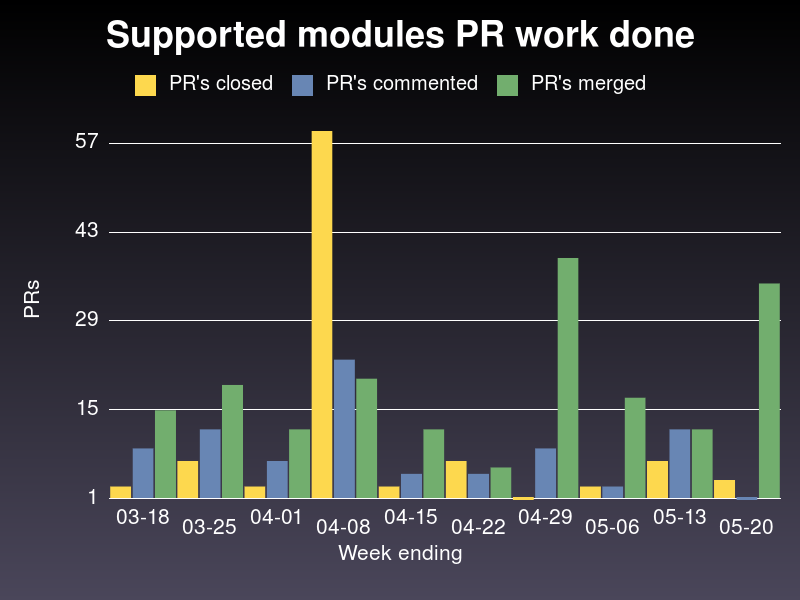 Supported modules PR work done
PR's closed PR's commented PR's merged
57
43
29
15
1
PRs
03-18 03-25 04-01 04-08 04-15 04-22 04-29 05-06 05-13 05-20
Week ending